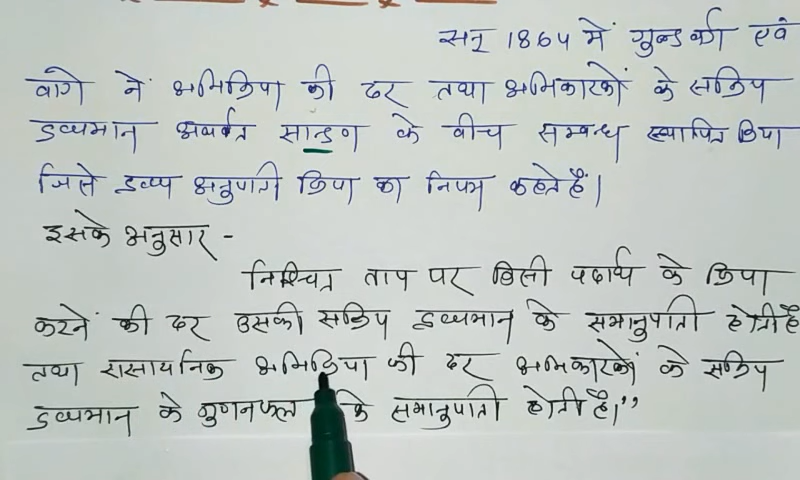 सन् 1864 में गुल्डबर्ग एवं
वागे ने अभिक्रिया की दर तथा अभिकारकों के सक्रिय
द्रव्यमान अर्थात् सान्द्रण के बीच सम्बन्ध स्थापित किया
जिसे द्रव्य अनुपाती क्रिया का नियम कहते हैं।
इसके अनुसार -
निश्चित ताप पर किसी पदार्थ के क्रिया
करने की दर उसकी सक्रिय द्रव्यमान के समानुपाती होती है
तथा रासायनिक अभिक्रिया की दर अभिकारकों के सक्रिय
द्रव्यमान के गुणनफल कि समानुपाती होती है।”